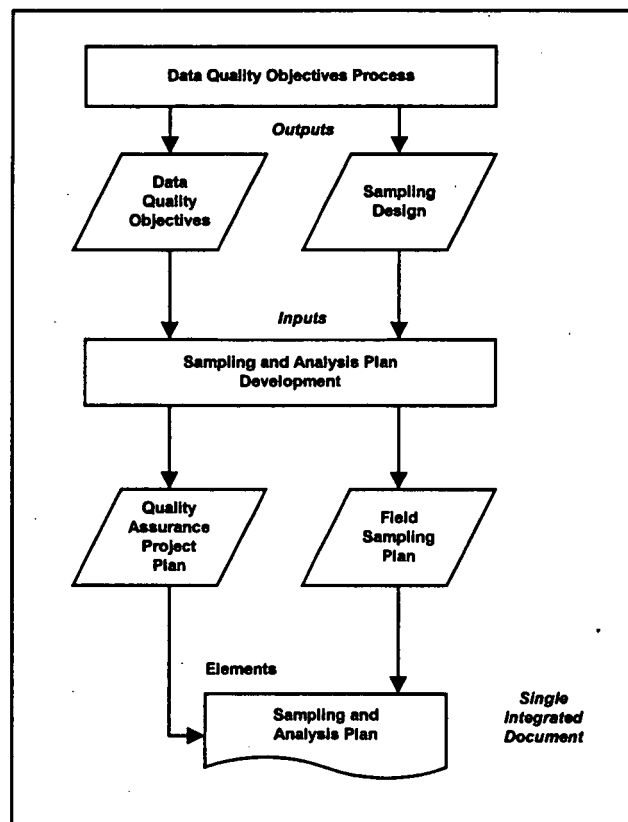 Data Quality Objectives Process
Outputs
Data
Quality
Objectives
Sampling
Design
Inputs
Sampling and Analysis Plan
Development
Quality
Assurance
Project
Plan
Field
Sampling
Plan
Elements
Sampling and
Analysis Plan
Single
Integrated
Document